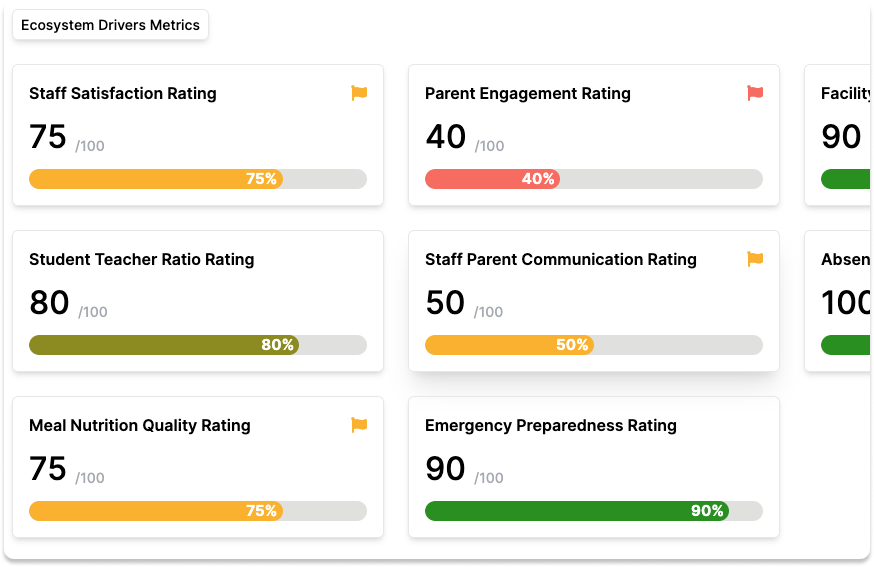 Ecosystem Drivers Metrics
Staff Satisfaction Rating
75 /100
75%
Parent Engagement Rating
40 /100
40%
90
Student Teacher Ratio Rating
80 /100
80%
Staff Parent Communication Rating
50 /100
50%
100
Meal Nutrition Quality Rating
75 /100
75%
Emergency Preparedness Rating
90 /100
90%